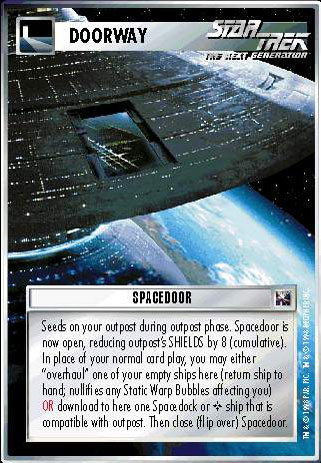 DOORWAY
STAR TREK
THE NEXT GENERATION
SPACEDOOR
Seeds on your outpost during outpost phase. Spacedoor is
now open, reducing outpost's SHIELDS by 8 (cumulative).
In place of your normal card play, you may either
"overhaul" one of your empty ships here (return ship to
hand; nullifies any Static Warp Bubbles affecting you)
OR download to here one Spacedock or ship that is
compatible with outpost. Then close (flip over) Spacedoor.